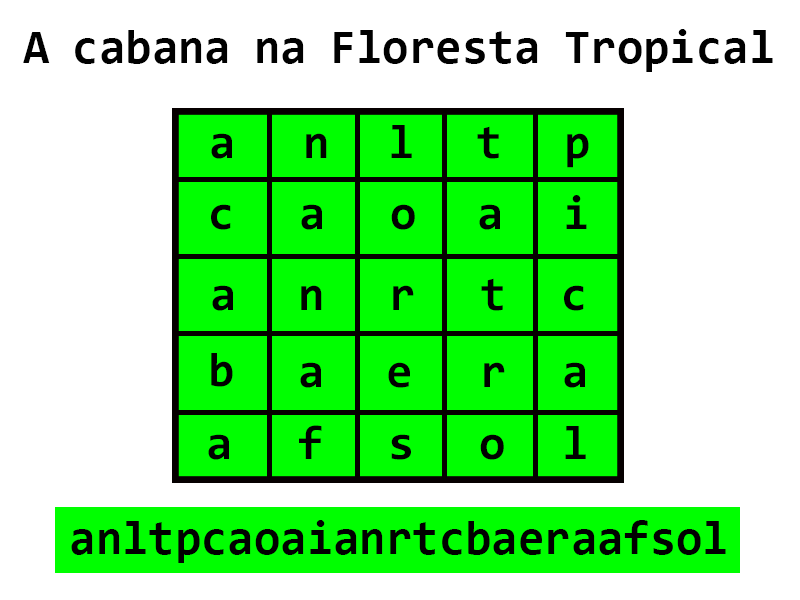 A cabana na Floresta Tropical
a n l t p
c a o a i
a n r t c
b a e r a
a f s o l
anltpcaoaianrtcbaeraafsol